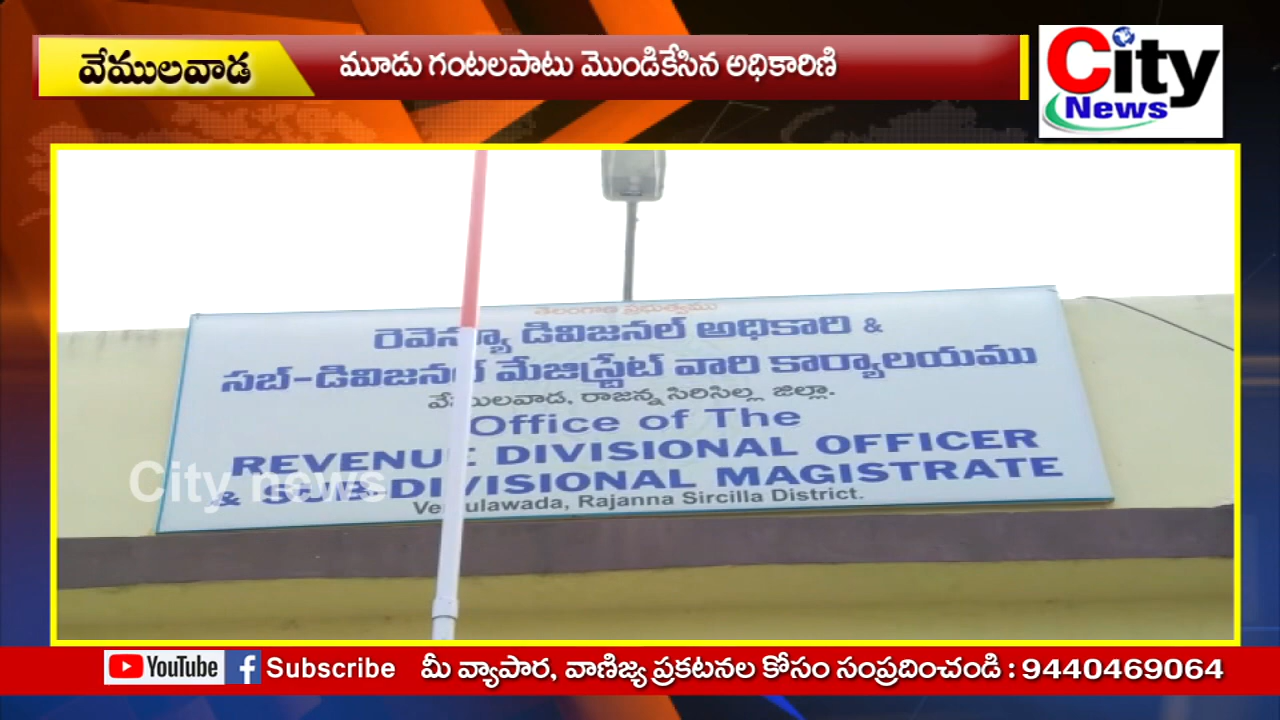 వేములవాడ
మూడు గంటలపాటు మొండికేసిన అధికారిణి
City
News
తెలంగాణ ప్రభుత్వము
రెవెన్యూ డివిజనల్ అధికారి &
సబ్-డివిజనల్ మేజిస్ట్రేట్ వారి కార్యాలయము
వేములవాడ, రాజన్న సిరిసిల్ల జిల్లా.
Office of The
REVENUE DIVISIONAL OFFICER
& SUB DIVISIONAL MAGISTRATE
Vemulawada, Rajanna Sircilla District.
City news
YouTube f Subscribe మీ వ్యాపార, వాణిజ్య ప్రకటనల కోసం సంప్రదించండి : 9440469064